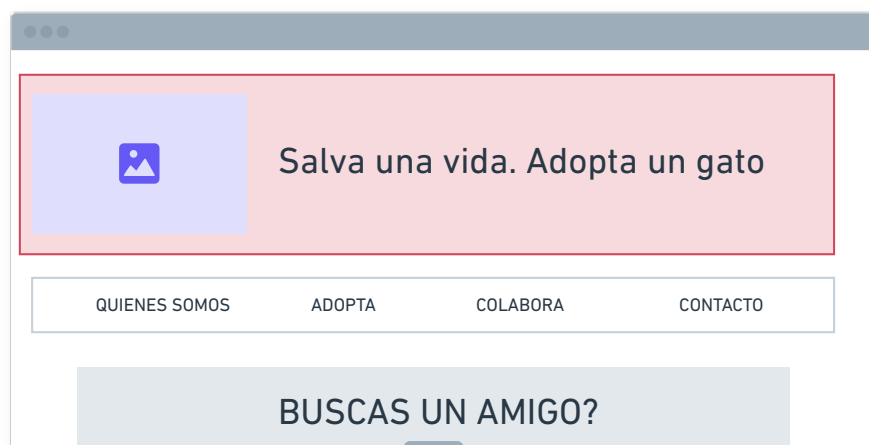 Salva una vida. Adopta un gato
QUIENES SOMOS ADOPTA COLABORA CONTACTO
BUSCAS UN AMIGO?